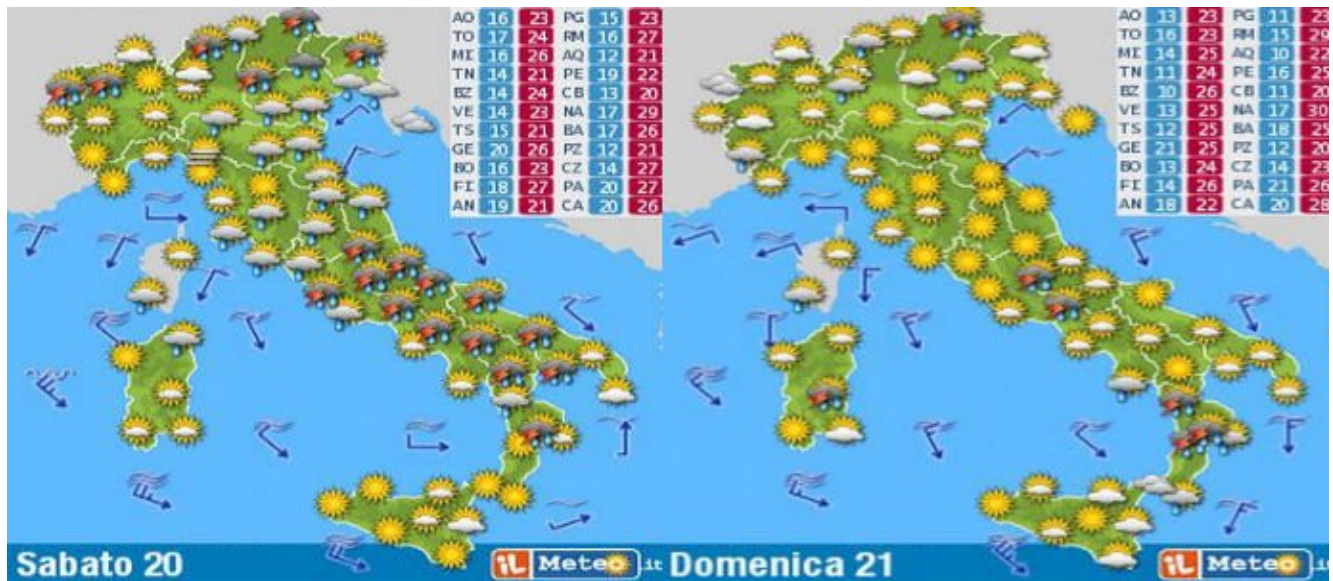 AO 16 23 PG 15 23
TO 17 24 RM 16 27
MI 16 26 AQ 12 21
TN 14 21 PE 19 22
BZ 14 24 CB 13 20
VE 14 23 NA 17 29
TS 15 21 BA 17 26
GE 20 26 PZ 12 21
BO 16 23 CZ 14 27
FI 18 27 PA 20 27
AN 19 21 CA 20 26
Sabato 20
iL Meteo.it
AO 13 23 PG 11 23
TO 16 23 RM 15 29
MI 14 25 AQ 10 22
TN 11 24 PE 16 25
BZ 10 26 CB 11 20
VE 13 25 NA 17 30
TS 12 25 BA 18 25
GE 21 25 PZ 12 20
BO 13 24 CZ 14 23
FI 14 26 PA 21 26
AN 18 22 CA 20 28
Domenica 21
iL Meteo.it